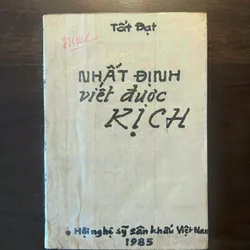 Tất Đạt
NHẤT ĐỊNH
viết được
KỊCH
Hội nghệ sỹ sân khấu Việt Nam
1985